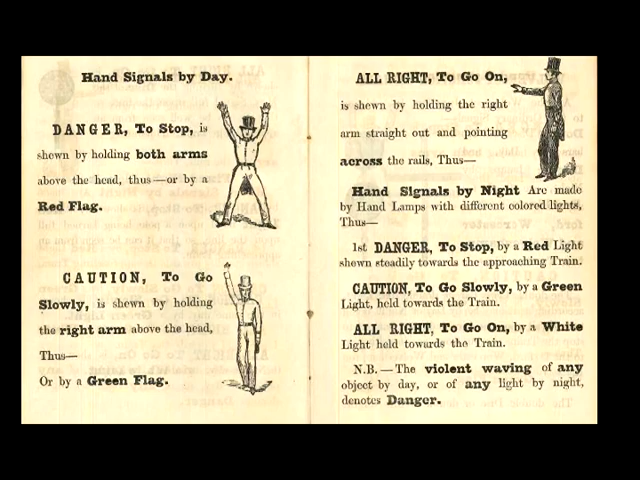 Hand Signals by Day.
DANGER, To Stop, is
shewn by holding both arms
above the head, thus—or by a
Red Flag.
CAUTION, To Go
Slowly, is shewn by holding
the right arm above the head,
Thus—
Or by a Green Flag.
ALL RIGHT, To Go On,
is shewn by holding the right
arm straight out and pointing
across the rails, Thus—
Hand Signals by Night Are made
by Hand Lamps with different colored lights,
Thus—
1st DANGER, To Stop, by a Red Light
shewn steadily towards the approaching Train.
CAUTION, To Go Slowly, by a Green
Light, held towards the Train.
ALL RIGHT, To Go On, by a White
Light held towards the Train.
N.B.—The violent waving of any
object by day, or of any light by night,
denotes Danger.